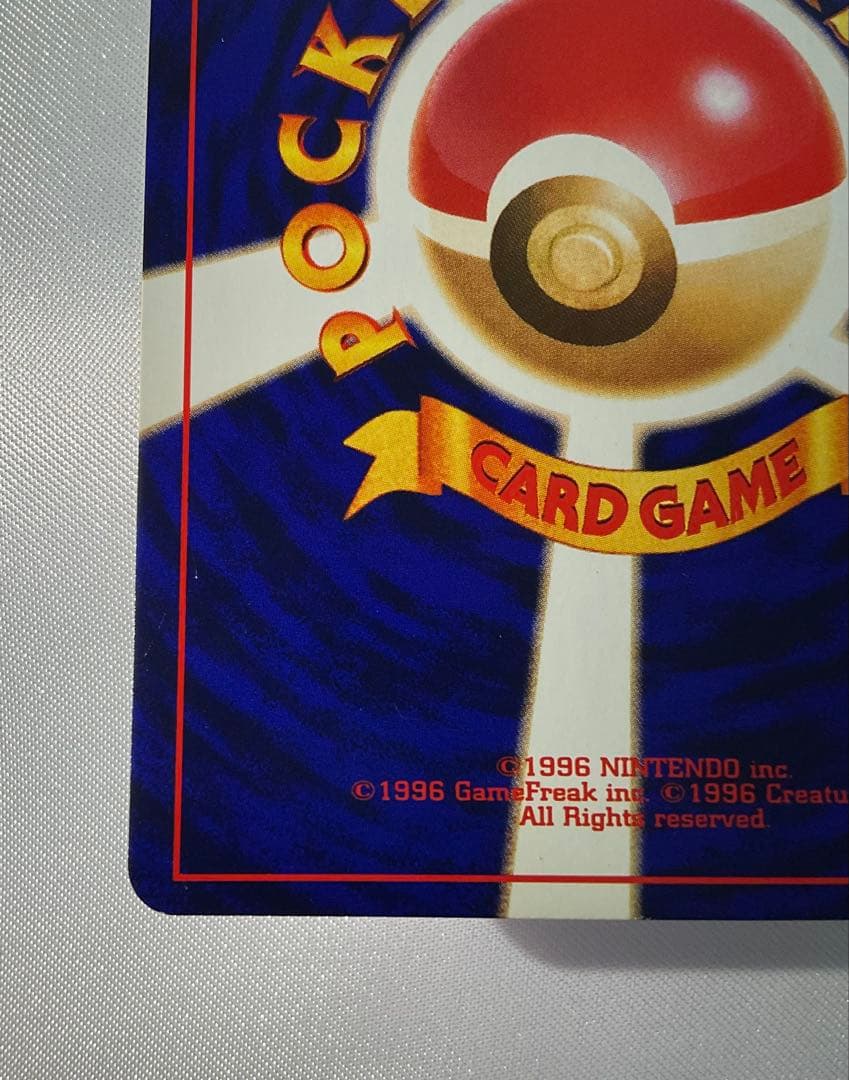 POCK
CARD GAME
©1996 NINTENDO inc.
©1996 GameFreak inc. ©1996 Creatu
All Rights reserved.